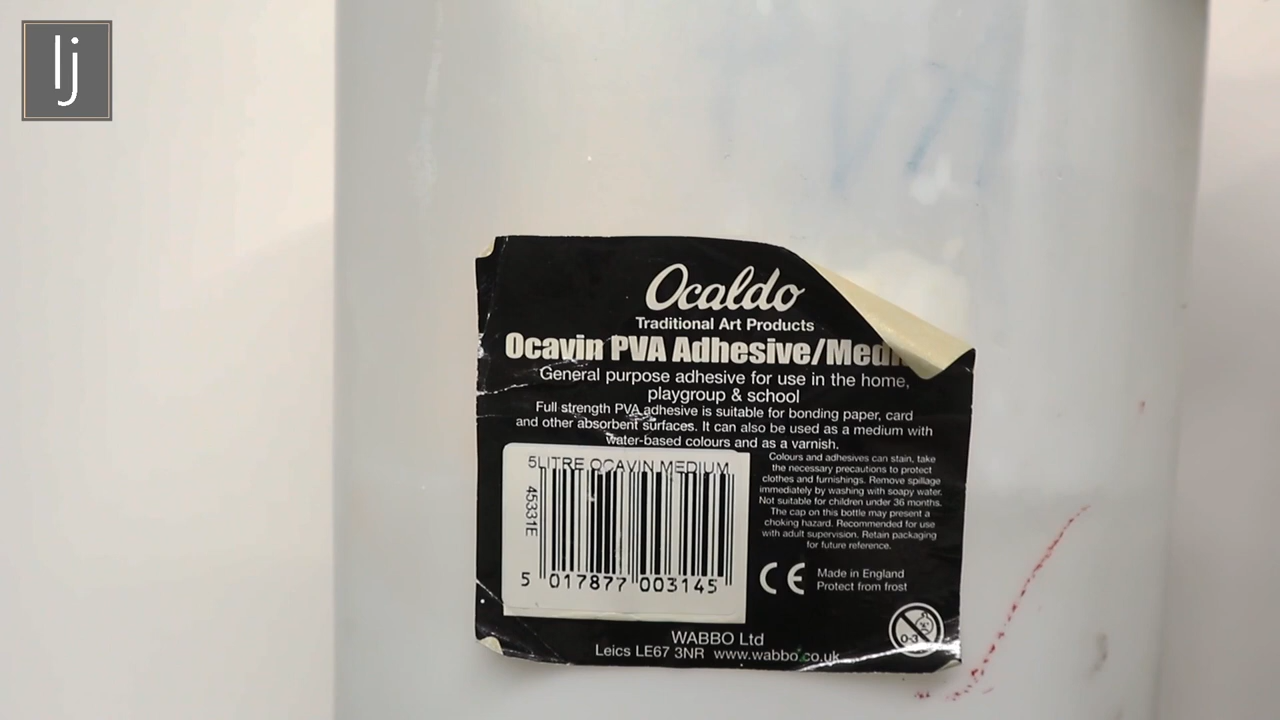 lj
Ocaldo
Traditional Art Products
Ocavin PVA Adhesive/Medi
General purpose adhesive for use in the home,
playgroup & school
Full strength PVA adhesive is suitable for bonding paper, card
and other absorbent surfaces. It can also be used as a medium with
water-based colours and as a varnish.
5LITRE OCAVIN MEDIUM
45331E
5 017877 003145
Colours and adhesives can stain, take
the necessary precautions to protect
clothes and furnishings. Remove spillage
immediately by washing with soapy water.
Not suitable for children under 36 months.
The cap on this bottle may present a
choking hazard. Recommended for use
with adult supervision. Retain packaging
for future reference.
CE
Made in England
Protect from frost
0-3
WABBO Ltd
Leics LE67 3NR www.wabbo.co.uk